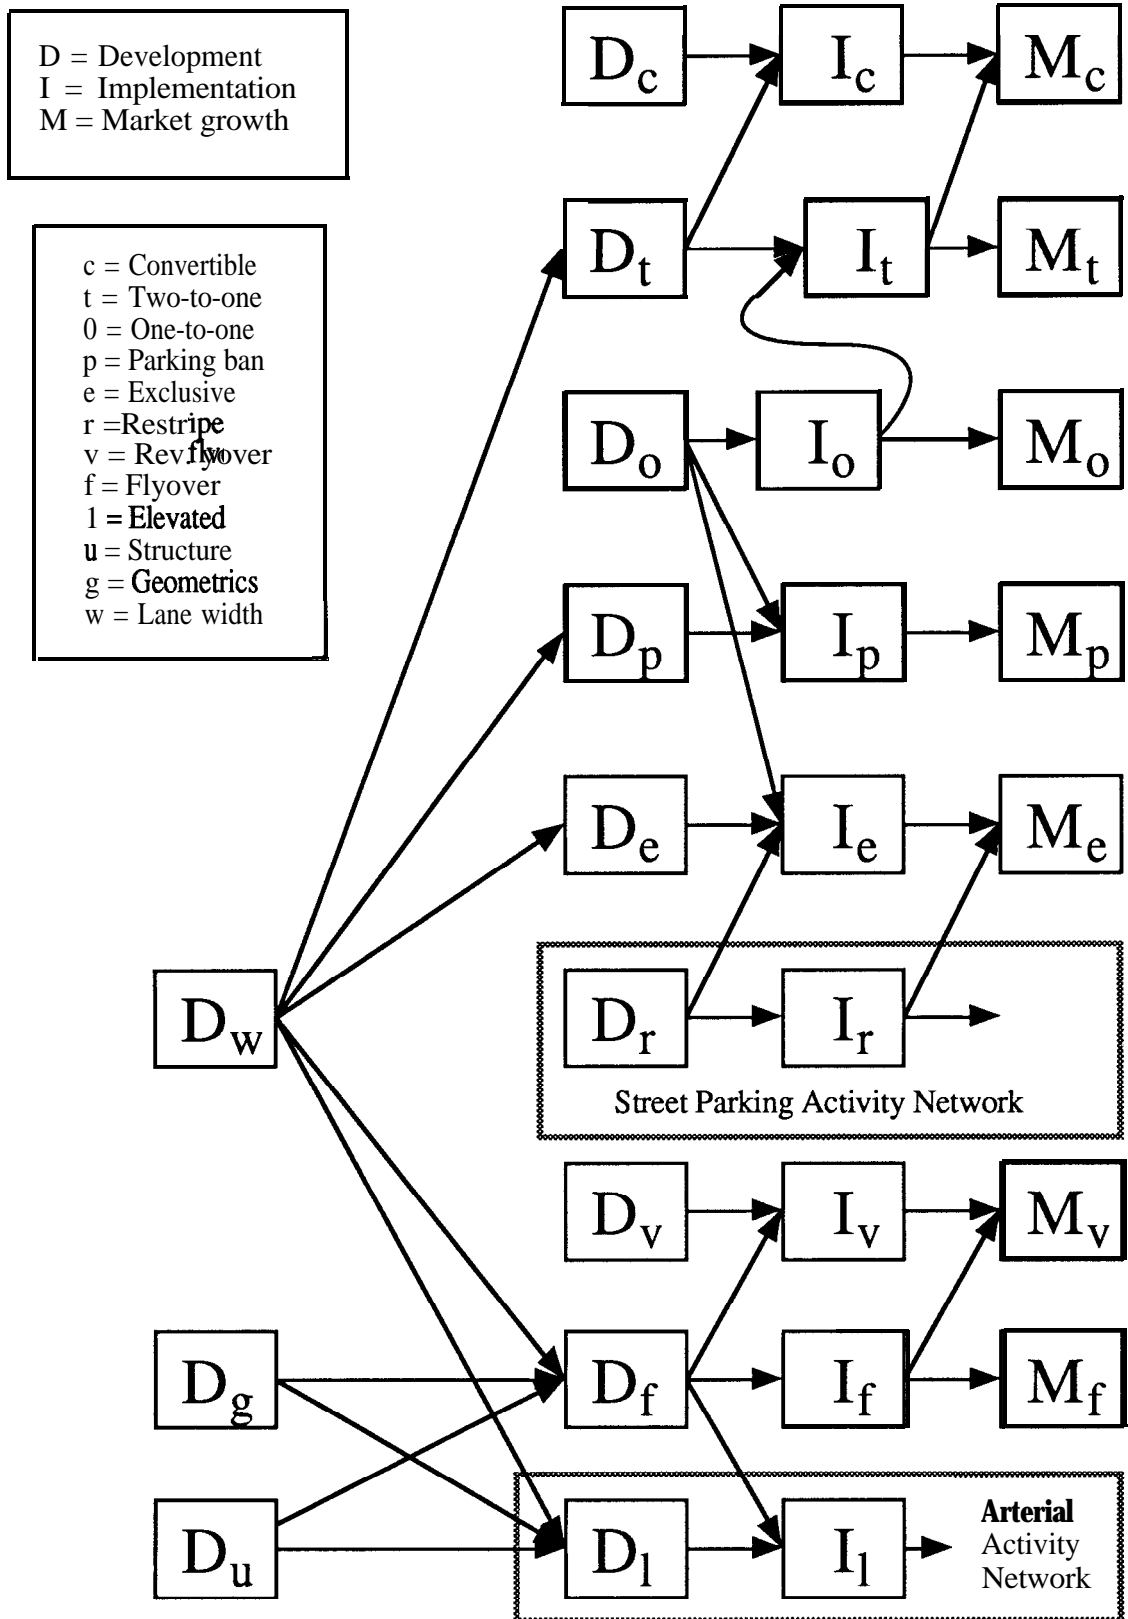 D = Development
I = Implementation
M = Market growth
c = Convertible
t = Two-to-one
0 = One-to-one
p = Parking ban
e = Exclusive
r =Restripe
v = Rev.flyover
f = Flyover
1 = Elevated
u = Structure
g = Geometrics
w = Lane width
Dc Ic Mc
Dt It Mt
Do Io Mo
Dp Ip Mp
De Ie Me
Dw
Dr Ir
Street Parking Activity Network
Dv Iv Mv
Dg Df If Mf
Du Dl Il
Arterial
Activity
Network